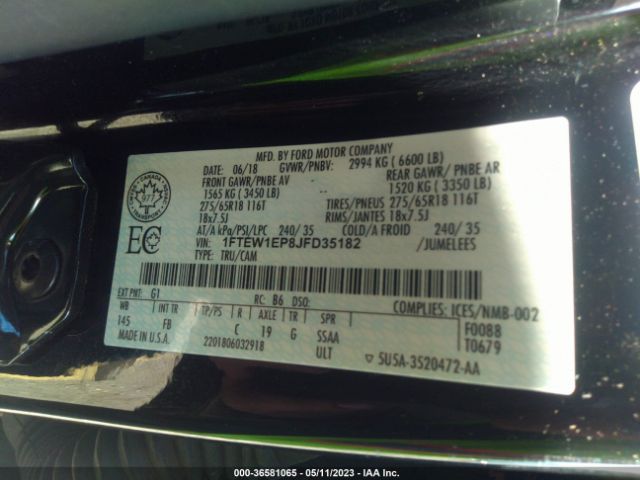 MFD. BY FORD MOTOR COMPANY
DATE: 06/18 GVWR/PNBV: 2994 KG ( 6600 LB)
FRONT GAWR/PNBE AV REAR GAWR/ PNBE AR
1565 KG ( 3450 LB) 1520 KG ( 3350 LB)
275/65R18 116T TIRES/PNEUS 275/65R18 116T
18x7.5J RIMS/JANTES 18x7.5J
AT/A kPa/PSI/LPC 240/ 35 COLD/A FROID 240/ 35
VIN: 1FTEW1EP8JFD35182 /JUMELEES
TYPE: TRU/CAM
CANADA
977
EC
EXT PNT: G1 RC: B6 DSO: COMPLIES: ICES/NMB-002
WB INT TR TP/PS R AXLE TR SPR F0088
145 FB C 19 G SSAA T0679
MADE IN U.S.A. 2201806032918 ULT 5U5A-3520472-AA
000-36581065 - 05/11/2023 - IAA Inc.